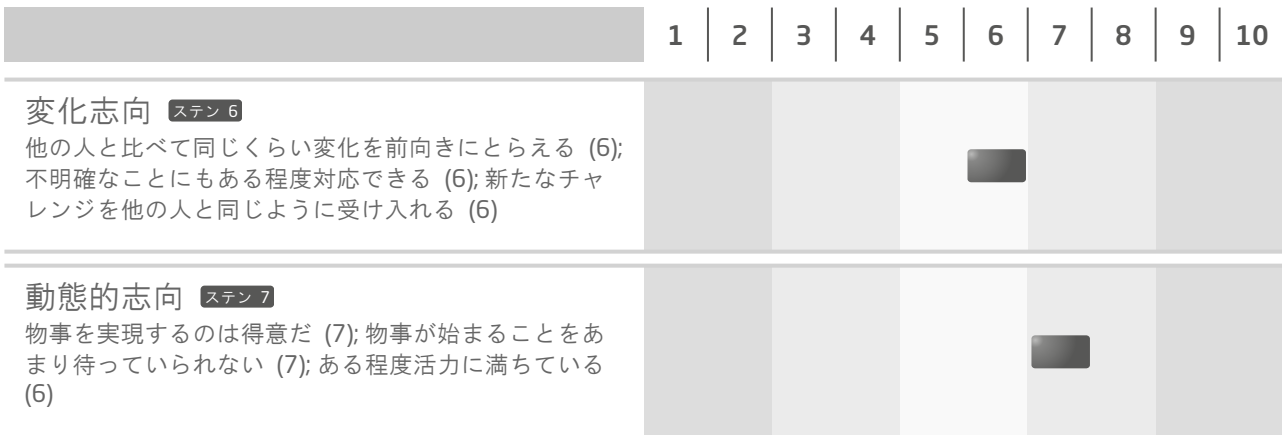 1 2 3 4 5 6 7 8 9 10
変化志向 ステン 6
他の人と比べて同じくらい変化を前向きにとらえる (6);
不明確なことにもある程度対応できる (6); 新たなチャ
レンジを他の人と同じように受け入れる (6)
動態的志向 ステン 7
物事を実現するのは得意だ (7); 物事が始まることをあ
まり待っていられない (7); ある程度活力に満ちている
(6)